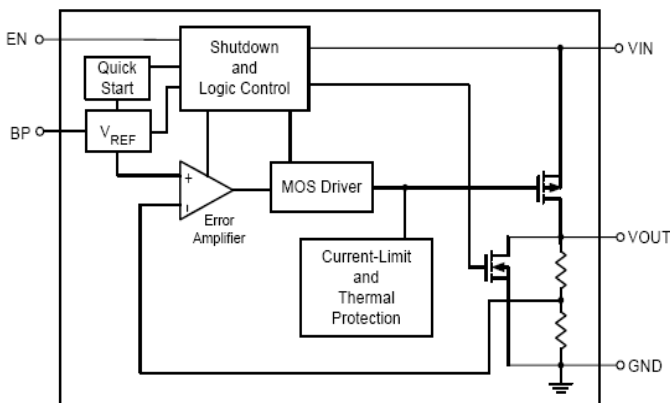 EN
Shutdown
and
Logic Control
VIN
Quick
Start
BP
VREF
+
-
Error
Amplifier
MOS Driver
Current-Limit
and
Thermal
Protection
VOUT
GND